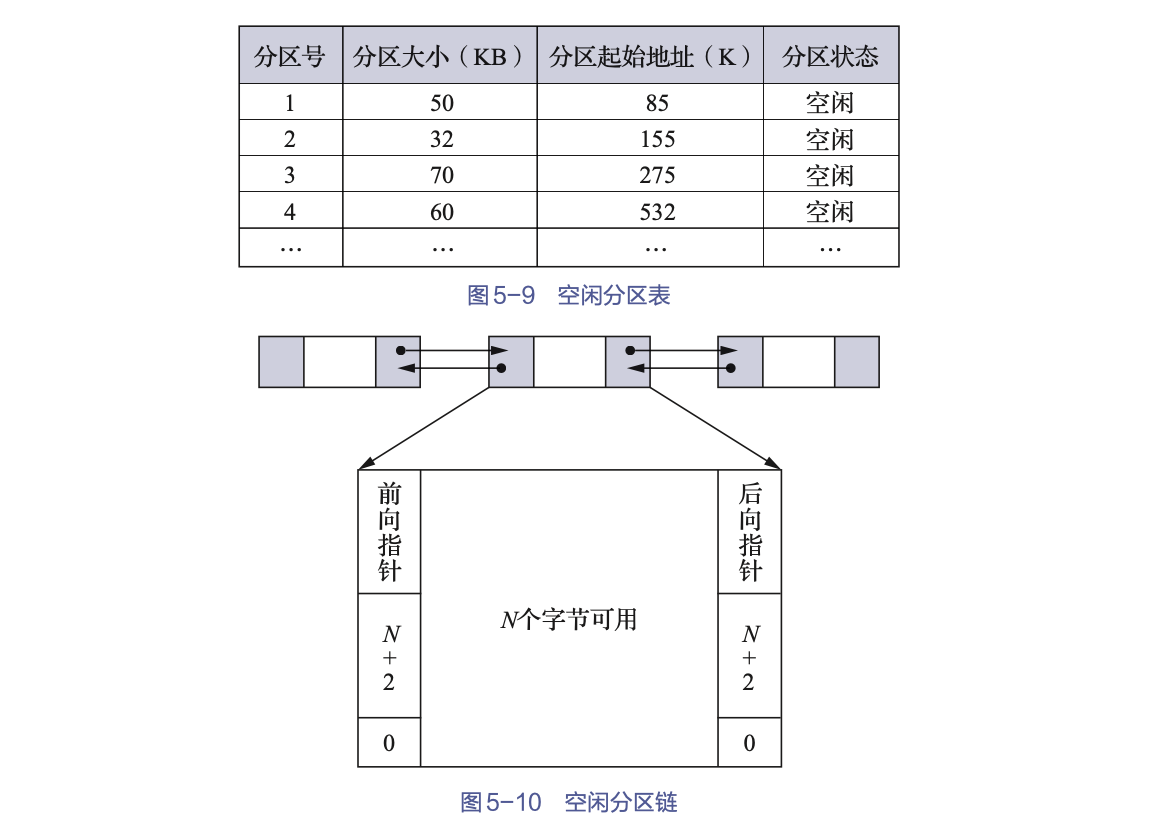 分区号 分区大小（KB） 分区起始地址（K） 分区状态
1 50 85 空闲
2 32 155 空闲
3 70 275 空闲
4 60 532 空闲
… … … …
图5-9 空闲分区表
前向指针
N+2
0
N个字节可用
后向指针
N+2
0
图5-10 空闲分区链